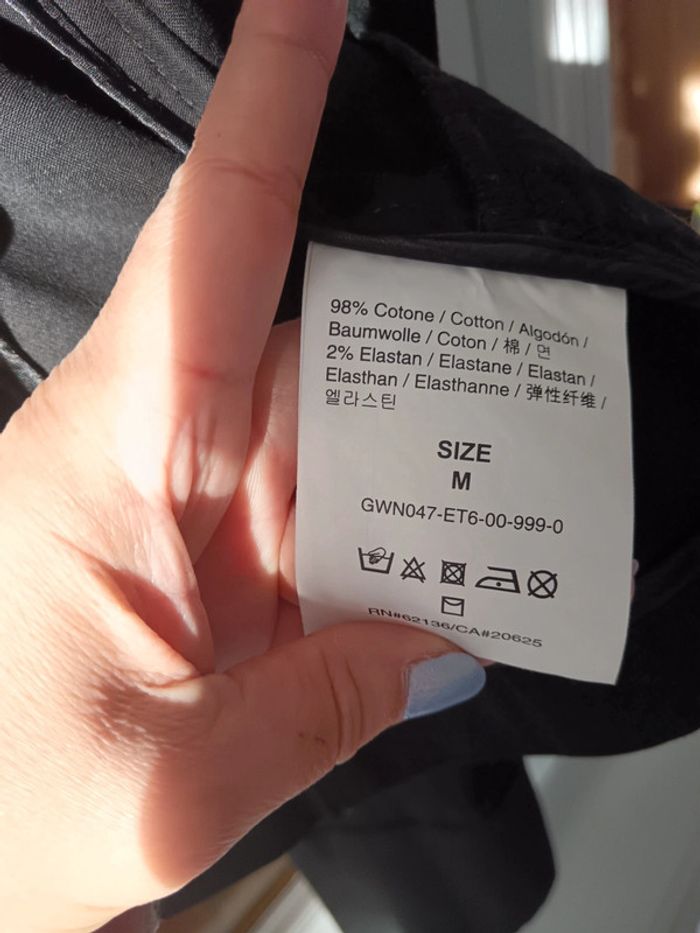 98% Cotone / Cotton / Algodón /
Baumwolle / Coton / 棉 / 면
2% Elastan / Elastane / Elastan /
Elasthan / Elasthanne / 弹性纤维 /
엘라스틴
SIZE
M
GWN047-ET6-00-999-0
RN#62136/CA#20625